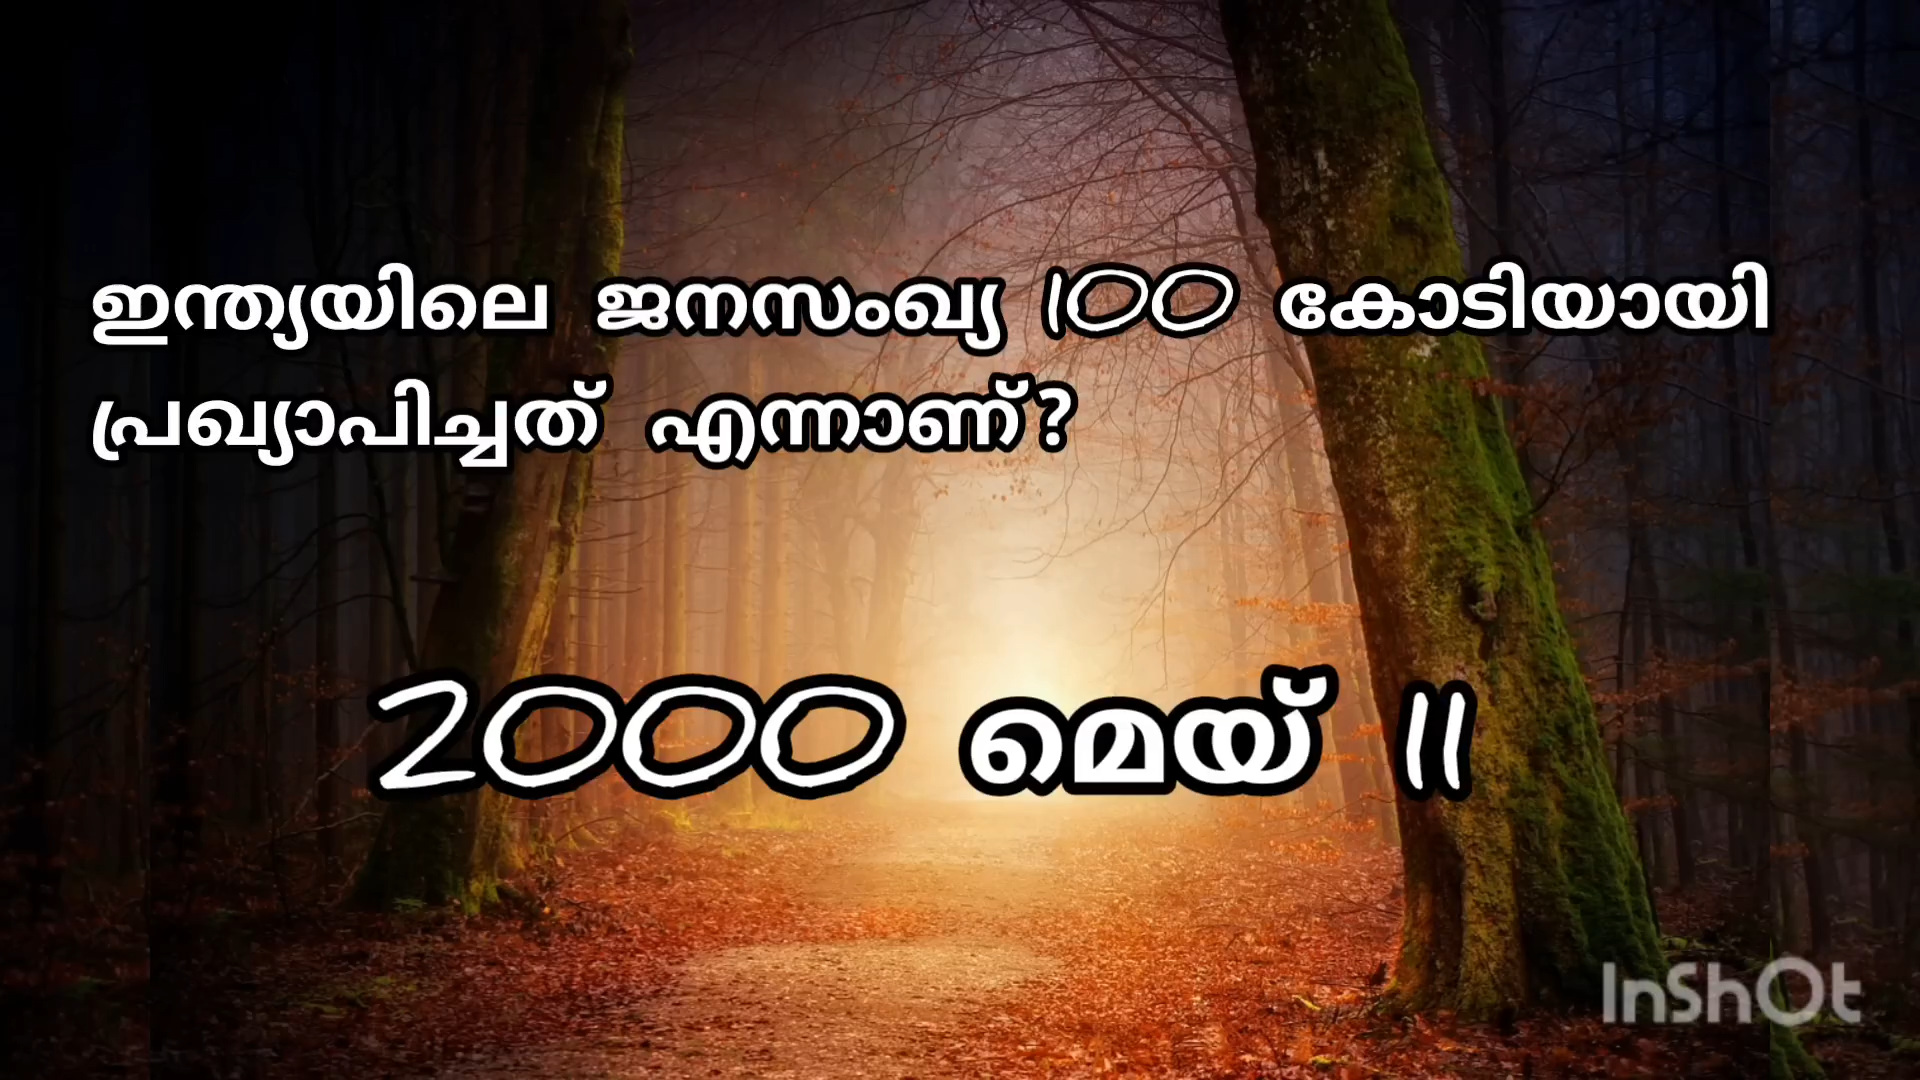 ഇന്ത്യയിലെ ജനസംഖ്യ 100 കോടിയായി
പ്രഖ്യാപിച്ചത് എന്നാണ്?
2000 മെയ് 11
InShOt